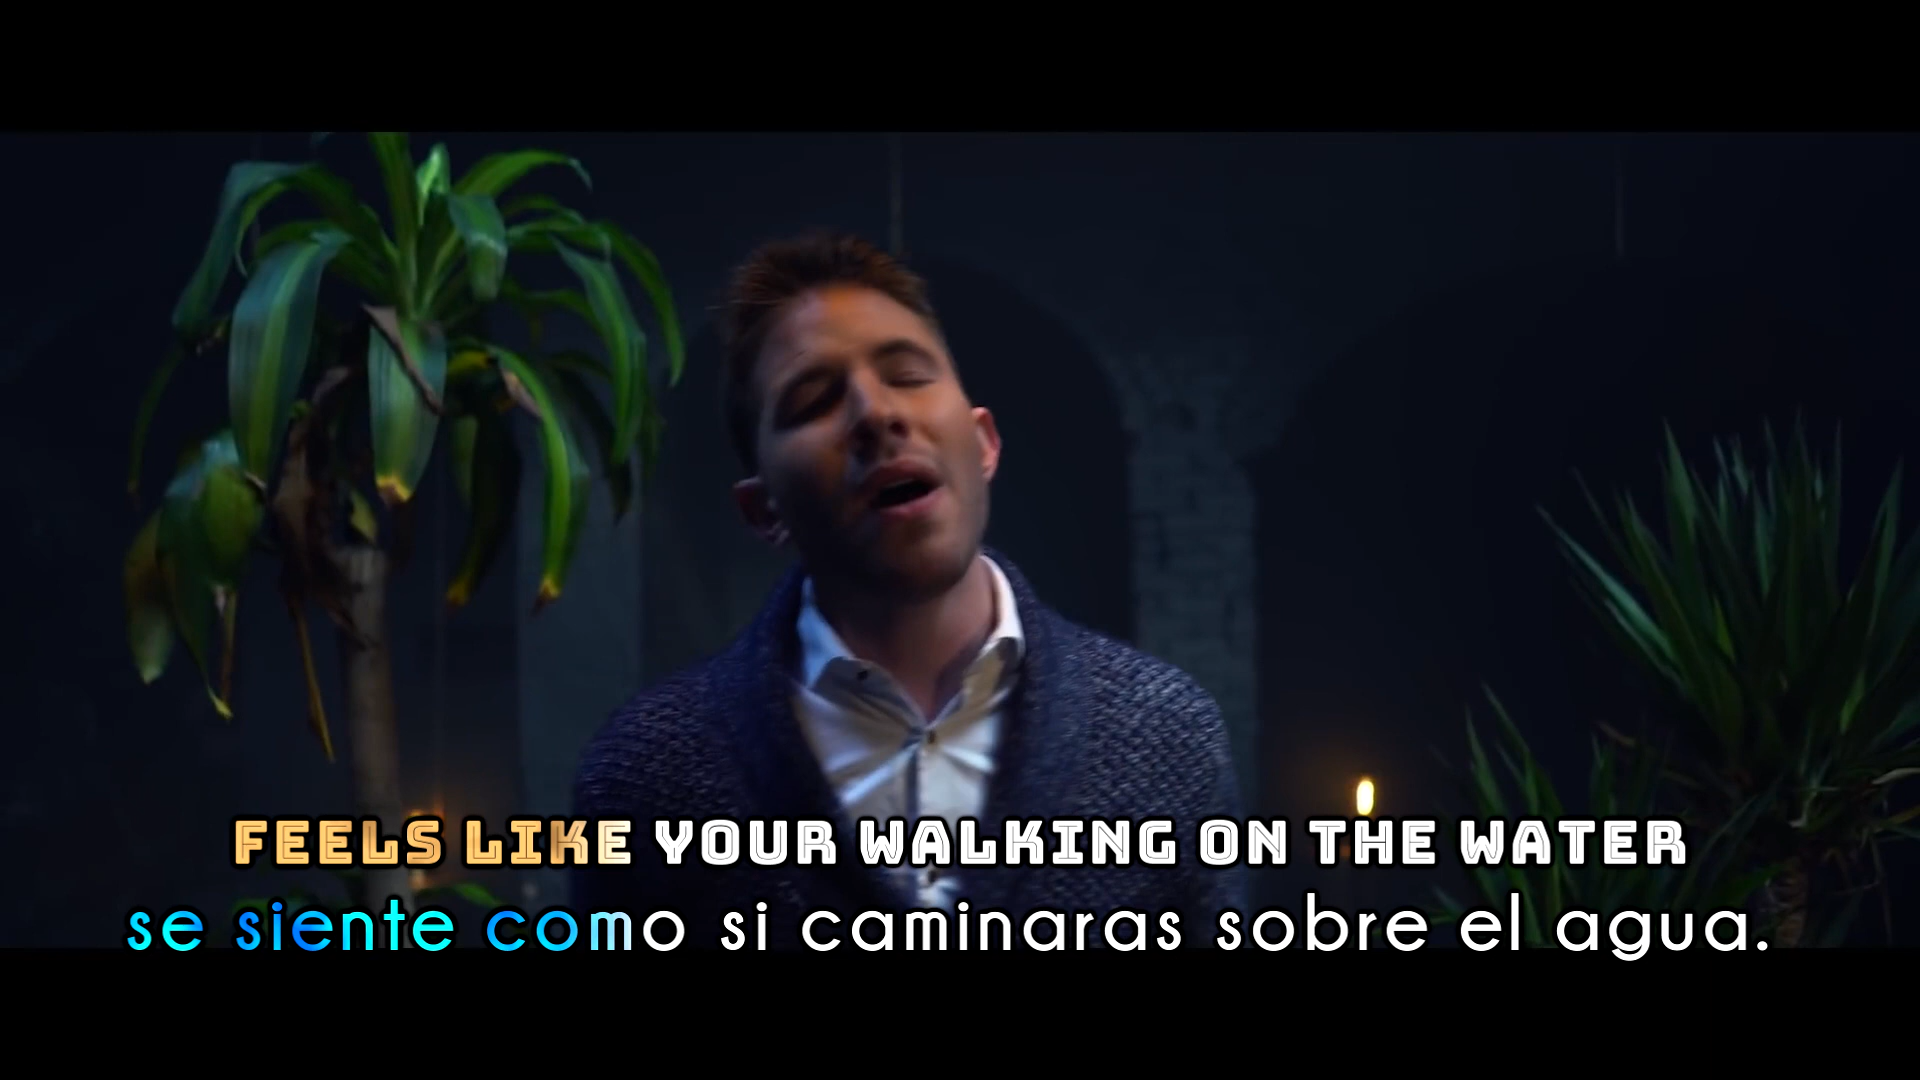 FEELS LIKE YOUR WALKING ON THE WATER
se siente como si caminaras sobre el agua.